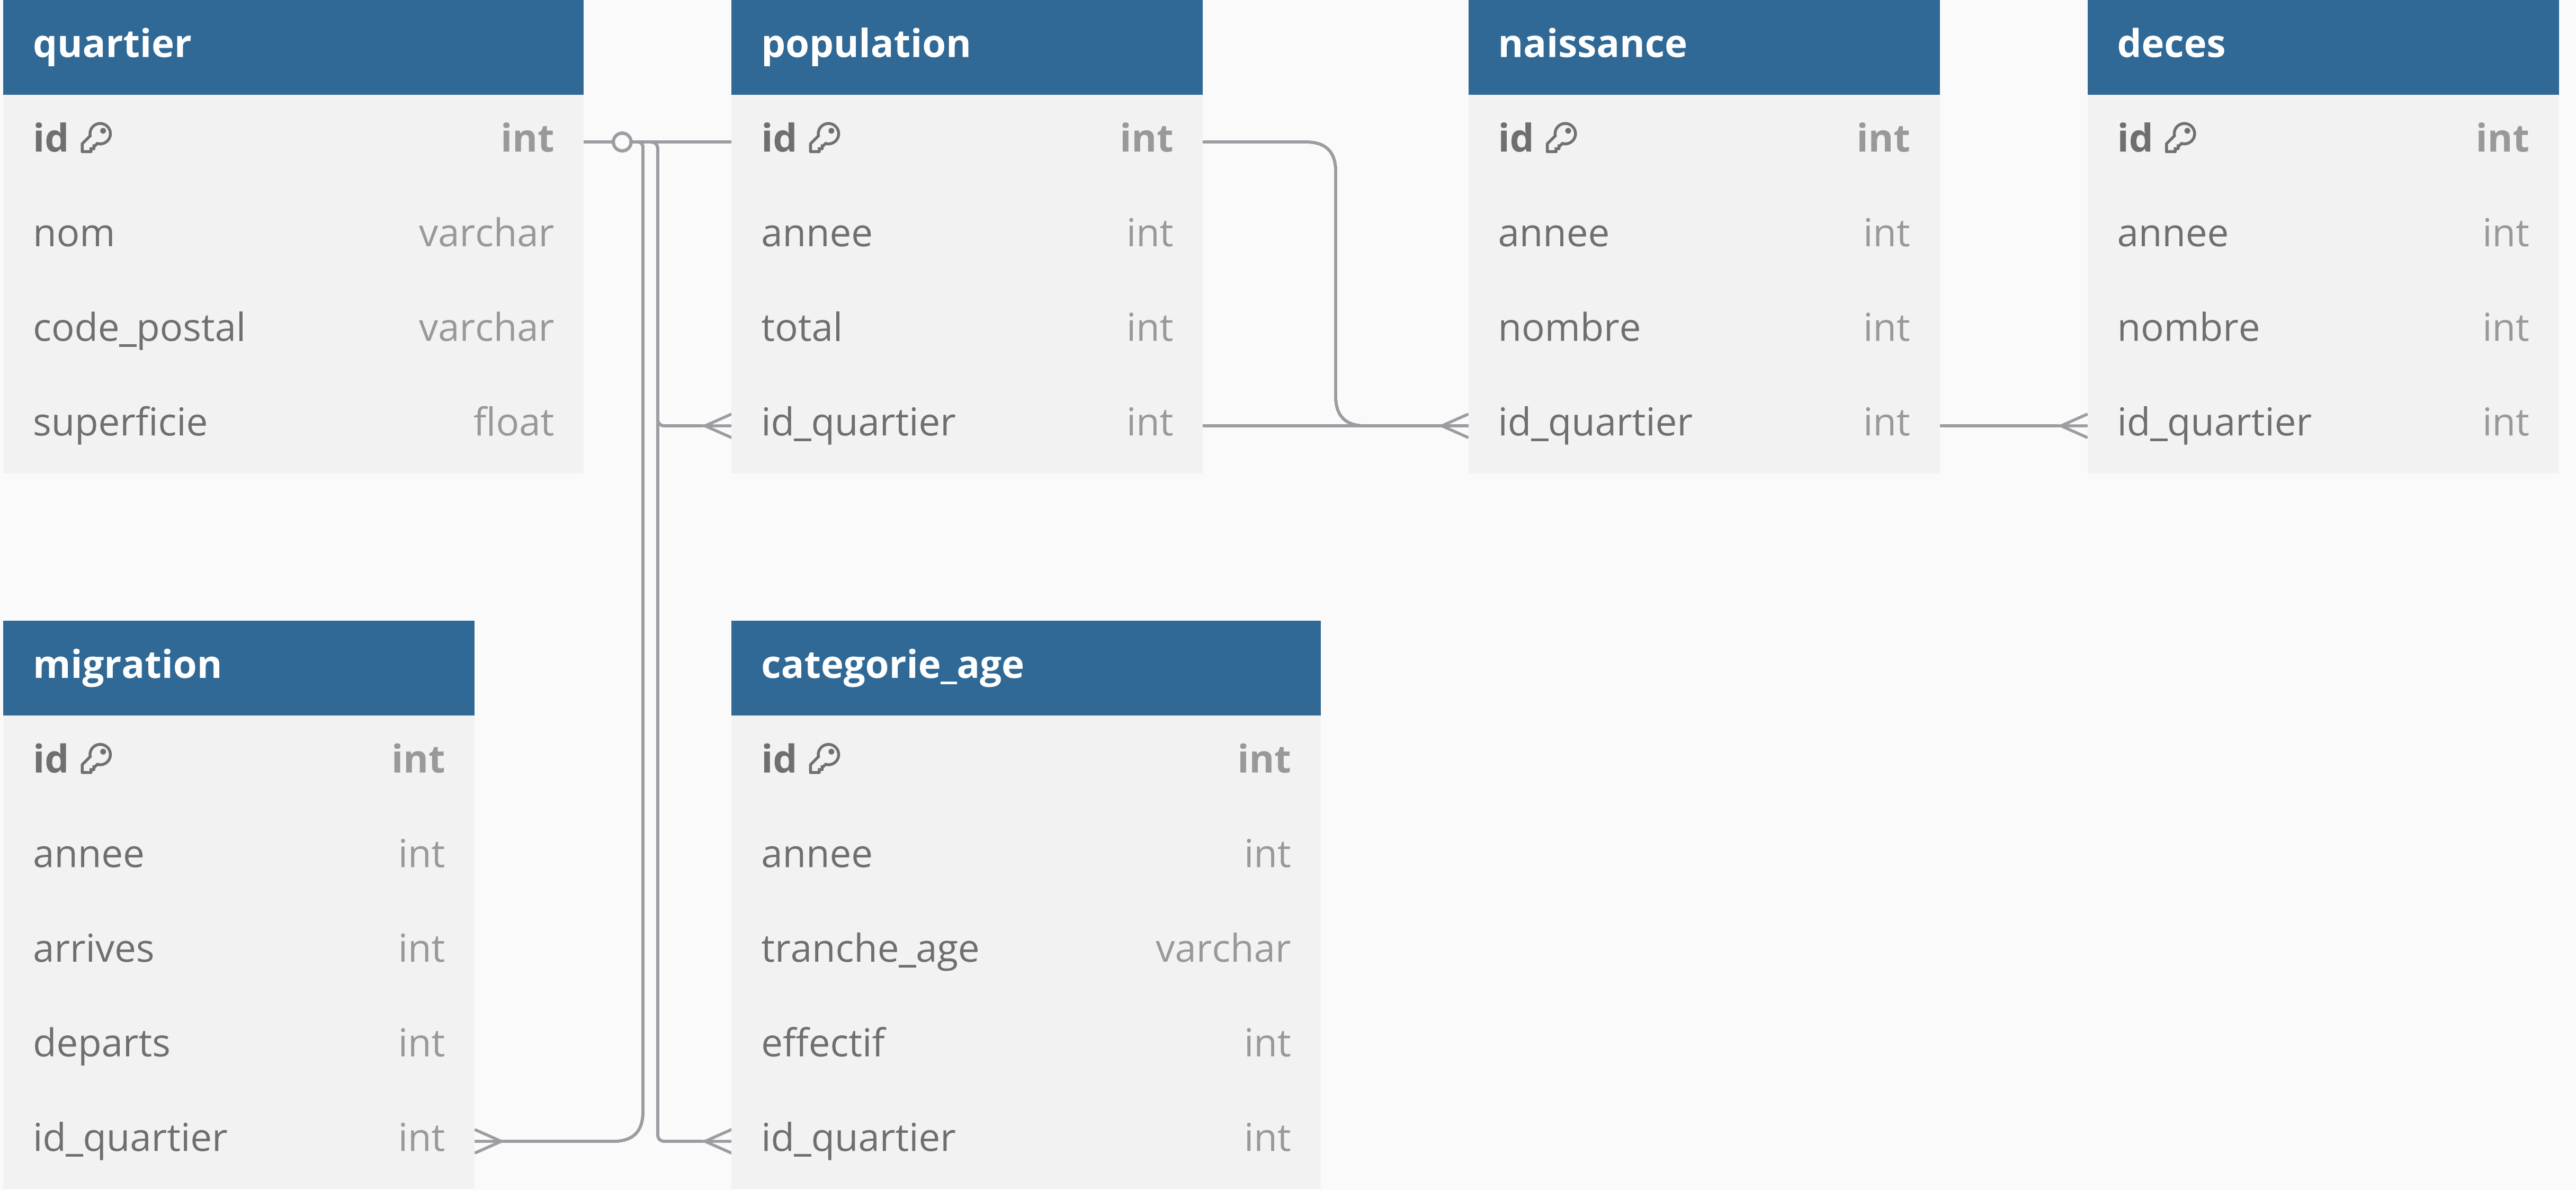 quartier
id int
nom varchar
code_postal varchar
superficie float
population
id int
annee int
total int
id_quartier int
naissance
id int
annee int
nombre int
id_quartier int
deces
id int
annee int
nombre int
id_quartier int
migration
id int
annee int
arrives int
departs int
id_quartier int
categorie_age
id int
annee int
tranche_age varchar
effectif int
id_quartier int